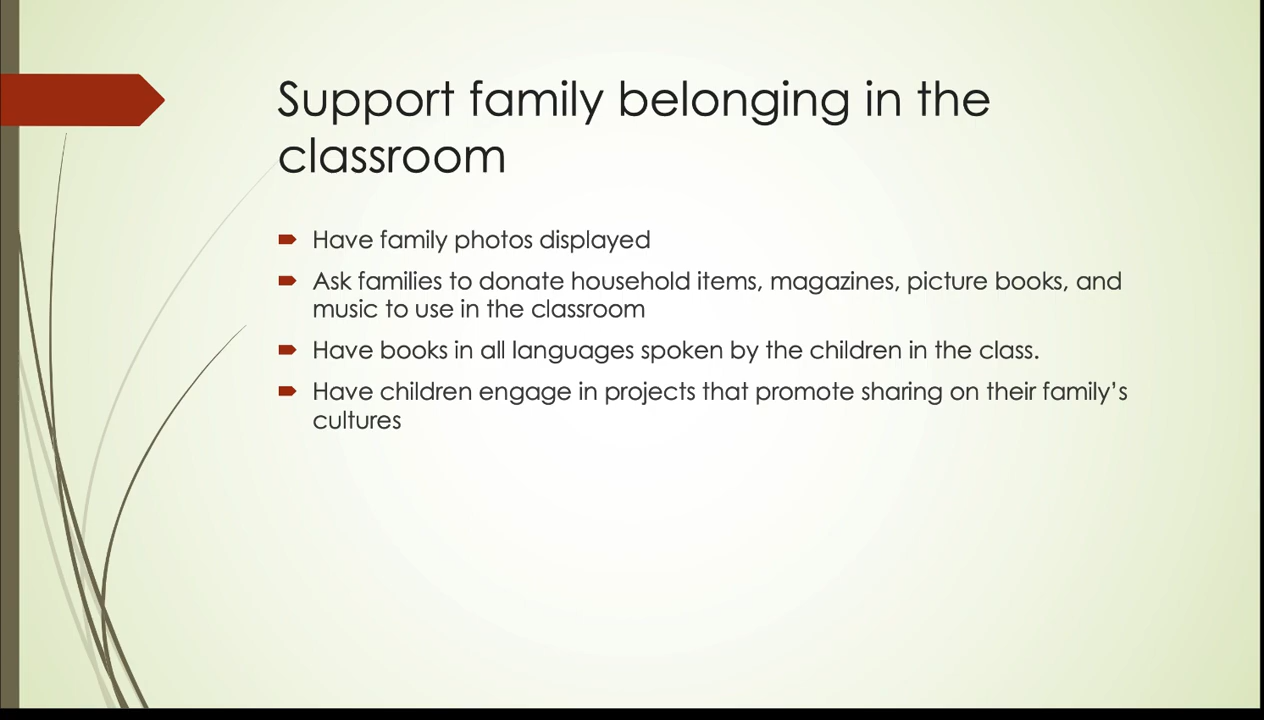 Support family belonging in the
classroom
Have family photos displayed
Ask families to donate household items, magazines, picture books, and
music to use in the classroom
Have books in all languages spoken by the children in the class.
Have children engage in projects that promote sharing on their family’s
cultures